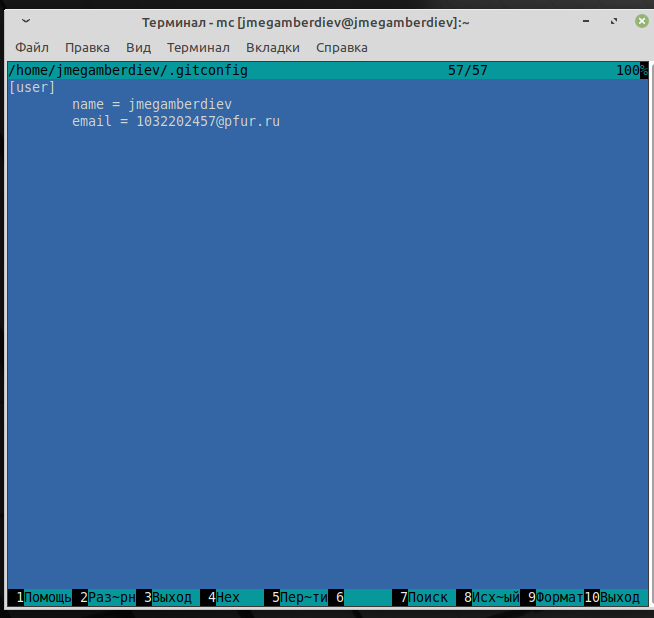 Терминал - mc [jmegamberdiev@jmegamberdiev]:~
Файл Правка Вид Терминал Вкладки Справка
/home/jmegamberdiev/.gitconfig 57/57 100%
[user]
name = jmegamberdiev
email = 1032202457@pfur.ru
1Помощь 2Раз~рн 3Выход 4Hex 5Пер~ти 6 7Поиск 8Исх~ый 9Формат 10Выход